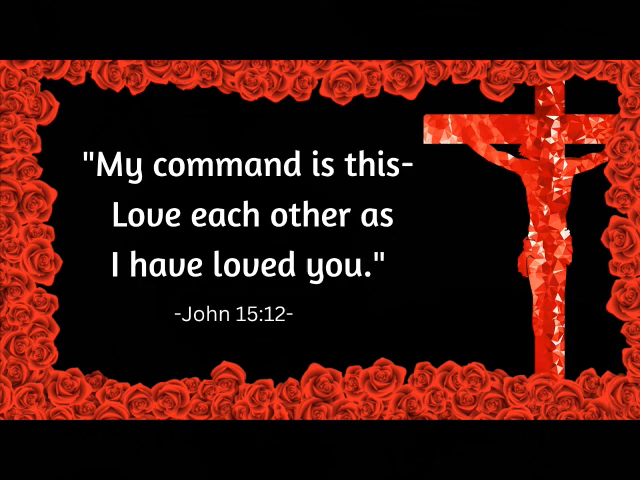 "My command is this-
Love each other as
I have loved you."
-John 15:12-